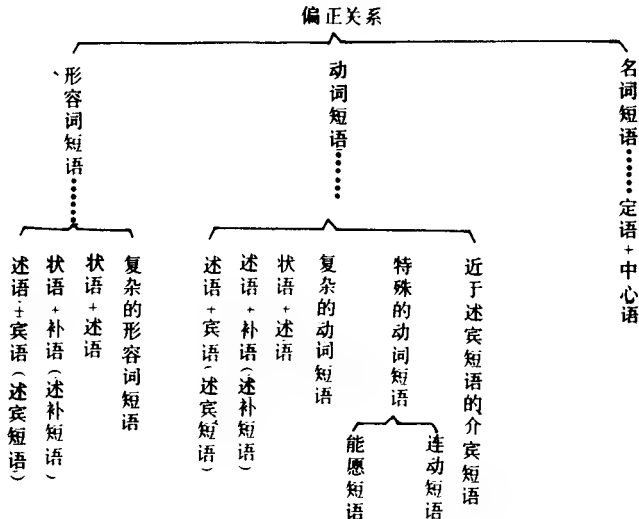 偏正关系
名词短语……定语+中心语
动词短语……
近于述宾短语的介宾短语
特殊的动词短语
连动短语
能愿短语
复杂的动词短语
状语+述语
述语+补语(述补短语)
述语+宾语(述宾短语)
形容词短语……
复杂的形容词短语
状语+述语
状语+补语(述补短语)
述语+宾语(述宾短语)